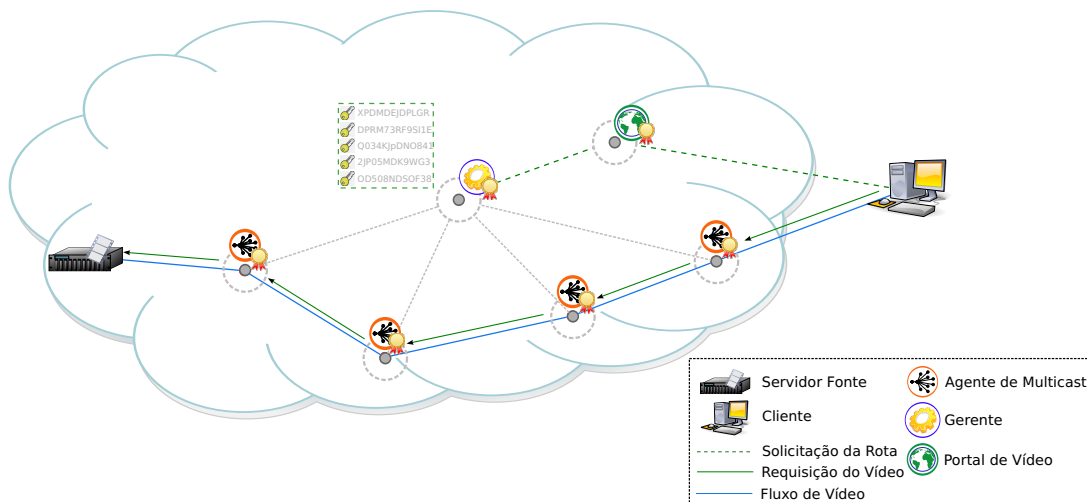 XPDMDEJDPLGR
DPRM73RF9SI1E
Q034KJpDNO841
2JP05MDK9WG3
OD508NDSOF38
Servidor Fonte
Agente de Multicast
Cliente
Gerente
Solicitação da Rota
Portal de Vídeo
Requisição do Vídeo
Fluxo de Vídeo